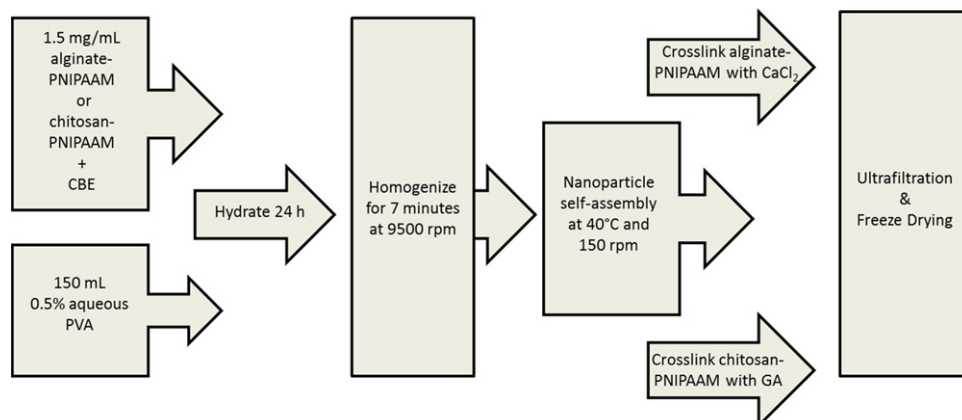 1.5 mg/mL
alginate-
PNIPAAM
or
chitosan-
PNIPAAM
+
CBE
150 mL
0.5% aqueous
PVA
Hydrate 24 h
Homogenize
for 7 minutes
at 9500 rpm
Nanoparticle
self-assembly
at 40°C and
150 rpm
Crosslink alginate-
PNIPAAM with CaCl₂
Crosslink chitosan-
PNIPAAM with GA
Ultrafiltration
&
Freeze Drying